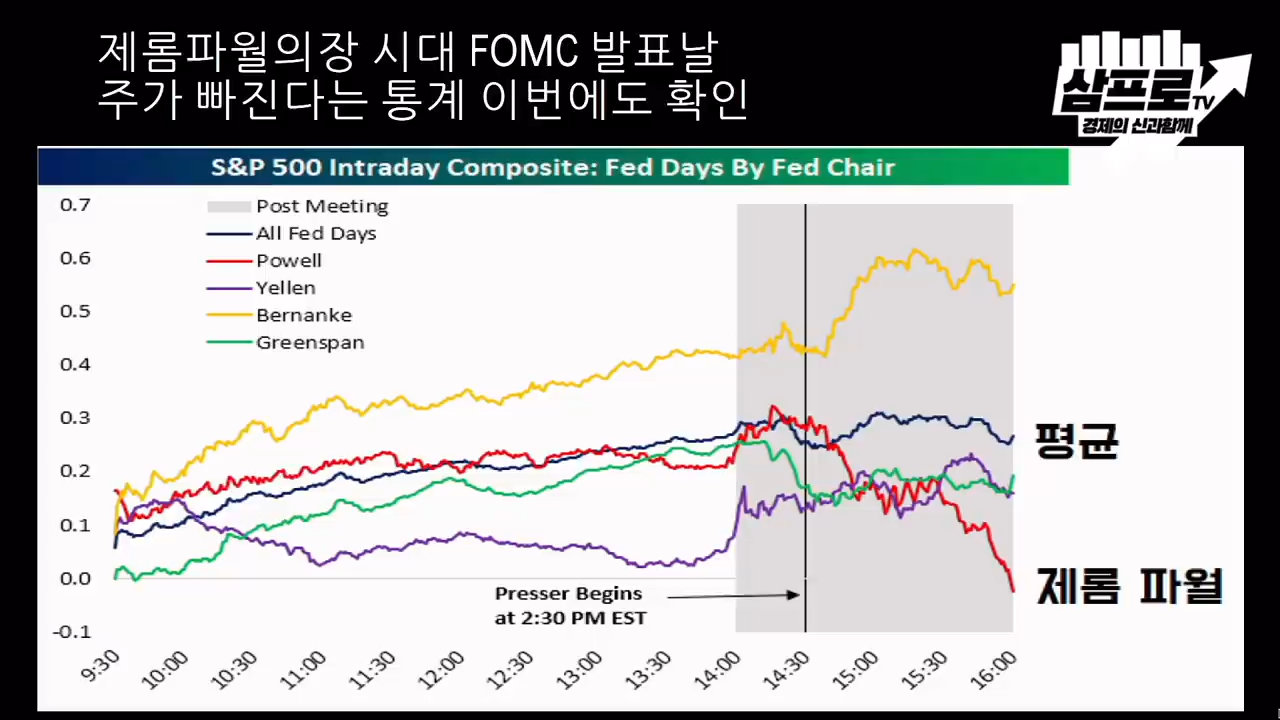 제롬파월의장 시대 FOMC 발표날
주가 빠진다는 통계 이번에도 확인
삼프로TV
경제의 신과함께
S&P 500 Intraday Composite: Fed Days By Fed Chair
Post Meeting
All Fed Days
Powell
Yellen
Bernanke
Greenspan
0.7
0.6
0.5
0.4
0.3
0.2
0.1
0.0
-0.1
평균
제롬 파월
Presser Begins
at 2:30 PM EST
9:30
10:00
10:30
11:00
11:30
12:00
12:30
13:00
13:30
14:00
14:30
15:00
15:30
16:00